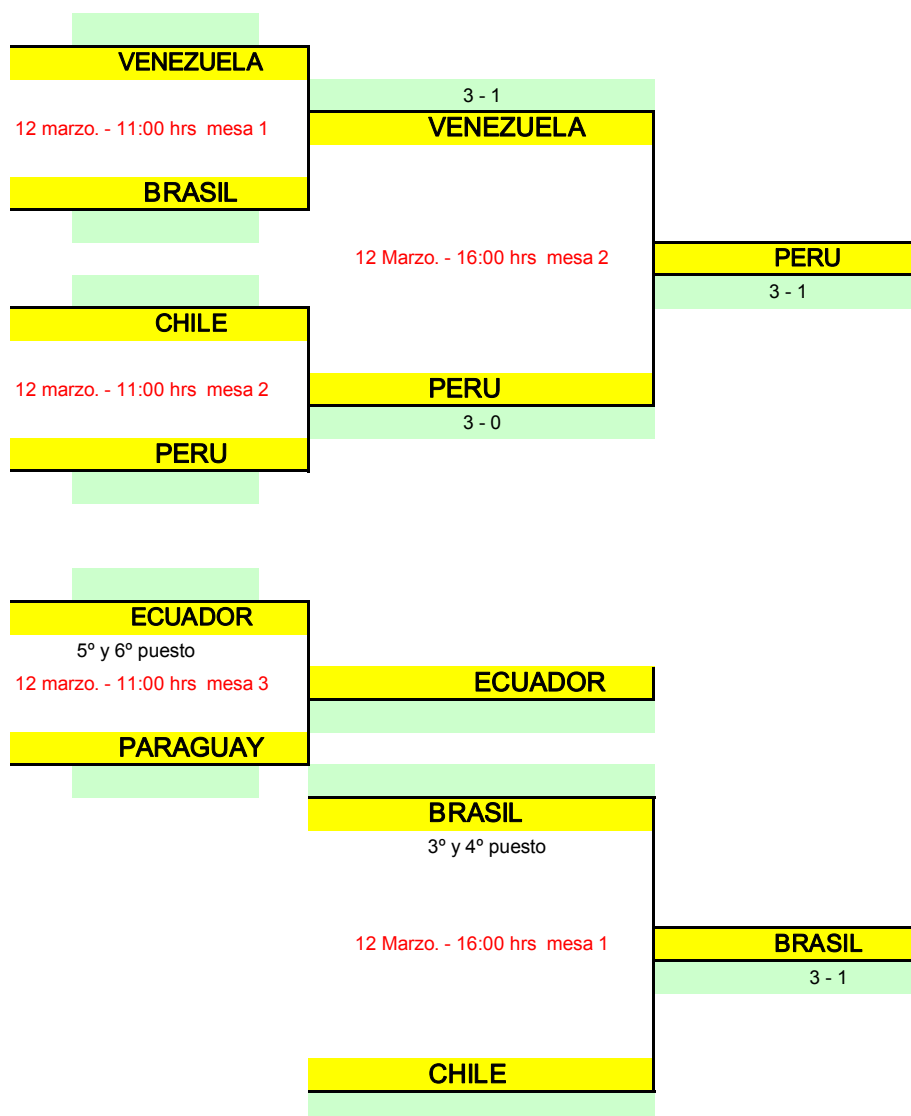 VENEZUELA
3 - 1
12 marzo. - 11:00 hrs  mesa 1
VENEZUELA
BRASIL
12 Marzo. - 16:00 hrs  mesa 2
PERU
3 - 1
CHILE
12 marzo. - 11:00 hrs  mesa 2
PERU
3 - 0
PERU
ECUADOR
5º y 6º puesto
12 marzo. - 11:00 hrs  mesa 3
ECUADOR
PARAGUAY
BRASIL
3º y 4º puesto
12 Marzo. - 16:00 hrs  mesa 1
BRASIL
3 - 1
CHILE